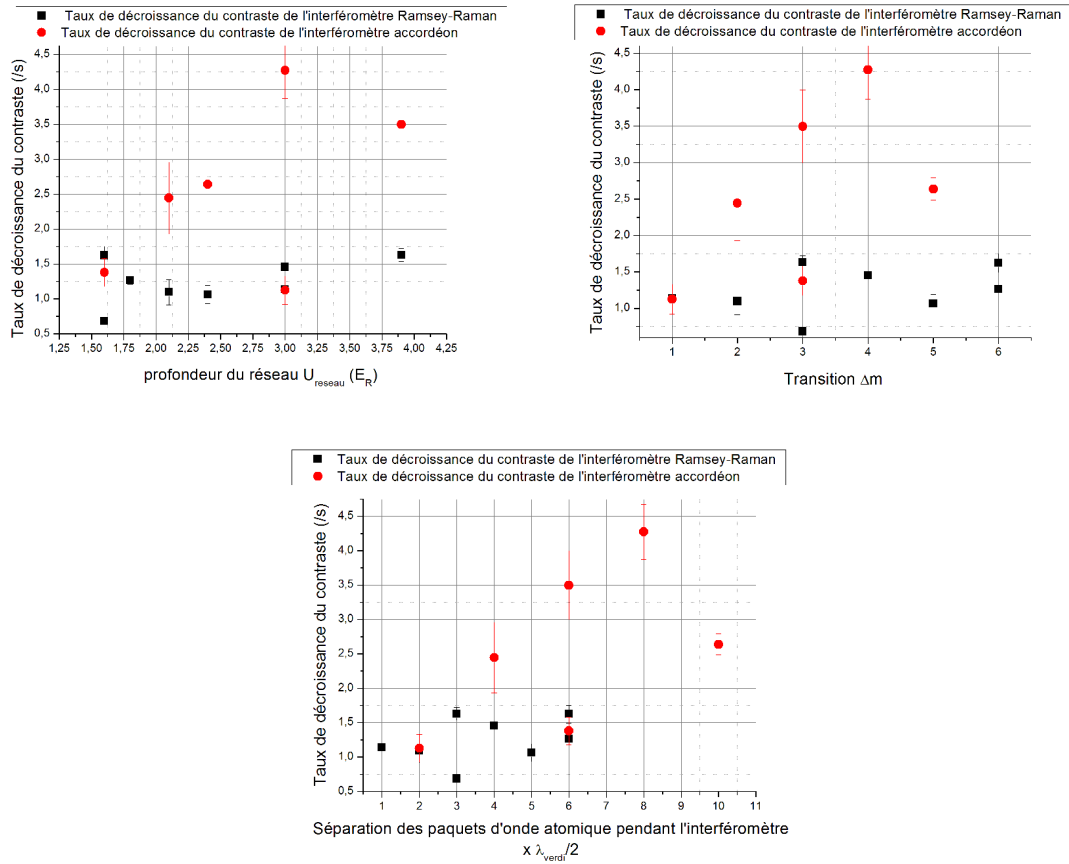 Taux de décroissance du contraste de l'interféromètre Ramsey-Raman
Taux de décroissance du contraste de l'interféromètre accordéon
Taux de décroissance du contraste (/s)
4,5
4,0
3,5
3,0
2,5
2,0
1,5
1,0
0,5
1,25 1,50 1,75 2,00 2,25 2,50 2,75 3,00 3,25 3,50 3,75 4,00 4,25
profondeur du réseau U_reseau (E_R)
Taux de décroissance du contraste de l'interféromètre Ramsey-Raman
Taux de décroissance du contraste de l'interféromètre accordéon
Taux de décroissance du contraste (/s)
4,5
4,0
3,5
3,0
2,5
2,0
1,5
1,0
1 2 3 4 5 6
Transition Δm
Taux de décroissance du contraste de l'interféromètre Ramsey-Raman
Taux de décroissance du contraste de l'interféromètre accordéon
Taux de décroissance du contraste (/s)
4,5
4,0
3,5
3,0
2,5
2,0
1,5
1,0
0,5
1 2 3 4 5 6 7 8 9 10 11
Séparation des paquets d'onde atomique pendant l'interféromètre
x λ_verdi/2